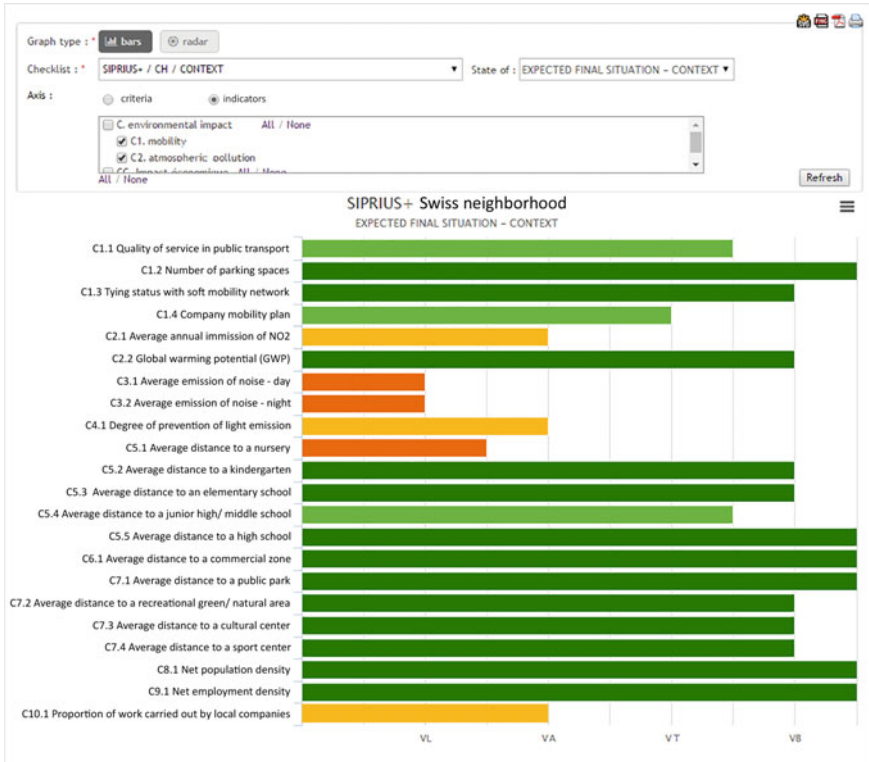 Graph type : * bars radar
Checklist : * SIPRIUS+ / CH / CONTEXT State of : EXPECTED FINAL SITUATION – CONTEXT
Axis : criteria indicators
C. environmental impact All / None
C1. mobility
C2. atmospheric pollution
CC. Impact économique All / None
All / None Refresh
SIPRIUS+ Swiss neighborhood
EXPECTED FINAL SITUATION – CONTEXT
C1.1 Quality of service in public transport
C1.2 Number of parking spaces
C1.3 Tying status with soft mobility network
C1.4 Company mobility plan
C2.1 Average annual immission of NO2
C2.2 Global warming potential (GWP)
C3.1 Average emission of noise - day
C3.2 Average emission of noise - night
C4.1 Degree of prevention of light emission
C5.1 Average distance to a nursery
C5.2 Average distance to a kindergarten
C5.3 Average distance to an elementary school
C5.4 Average distance to a junior high/ middle school
C5.5 Average distance to a high school
C6.1 Average distance to a commercial zone
C7.1 Average distance to a public park
C7.2 Average distance to a recreational green/ natural area
C7.3 Average distance to a cultural center
C7.4 Average distance to a sport center
C8.1 Net population density
C9.1 Net employment density
C10.1 Proportion of work carried out by local companies
VL VA VT VB